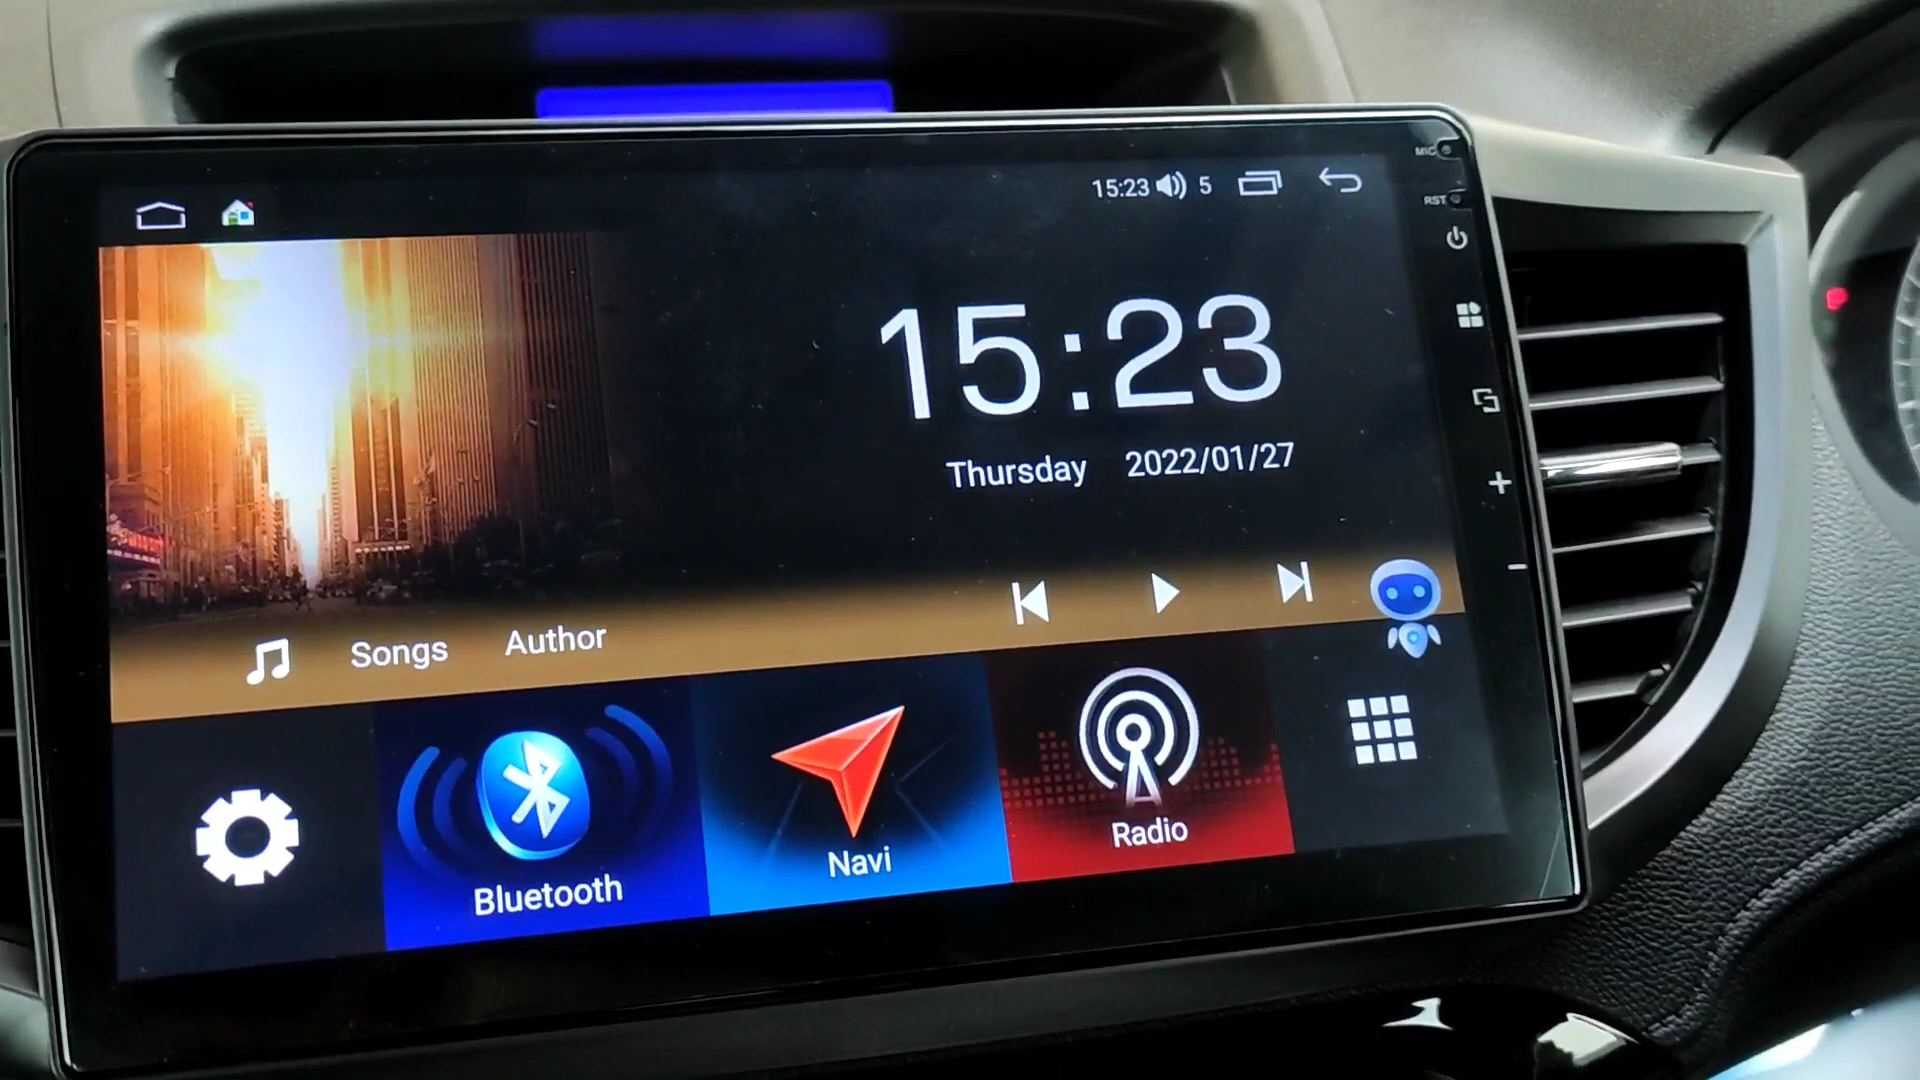 15:23 5
MIC
RST
15:23
Thursday 2022/01/27
Songs Author
Bluetooth
Navi
Radio